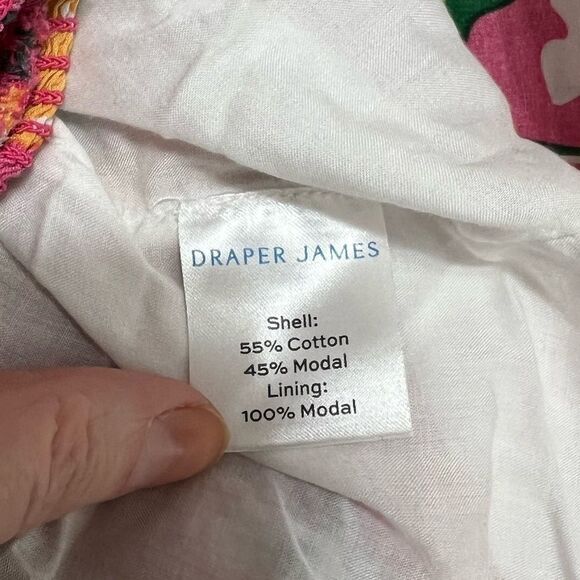 DRAPER JAMES
Shell:
55% Cotton
45% Modal
Lining:
100% Modal